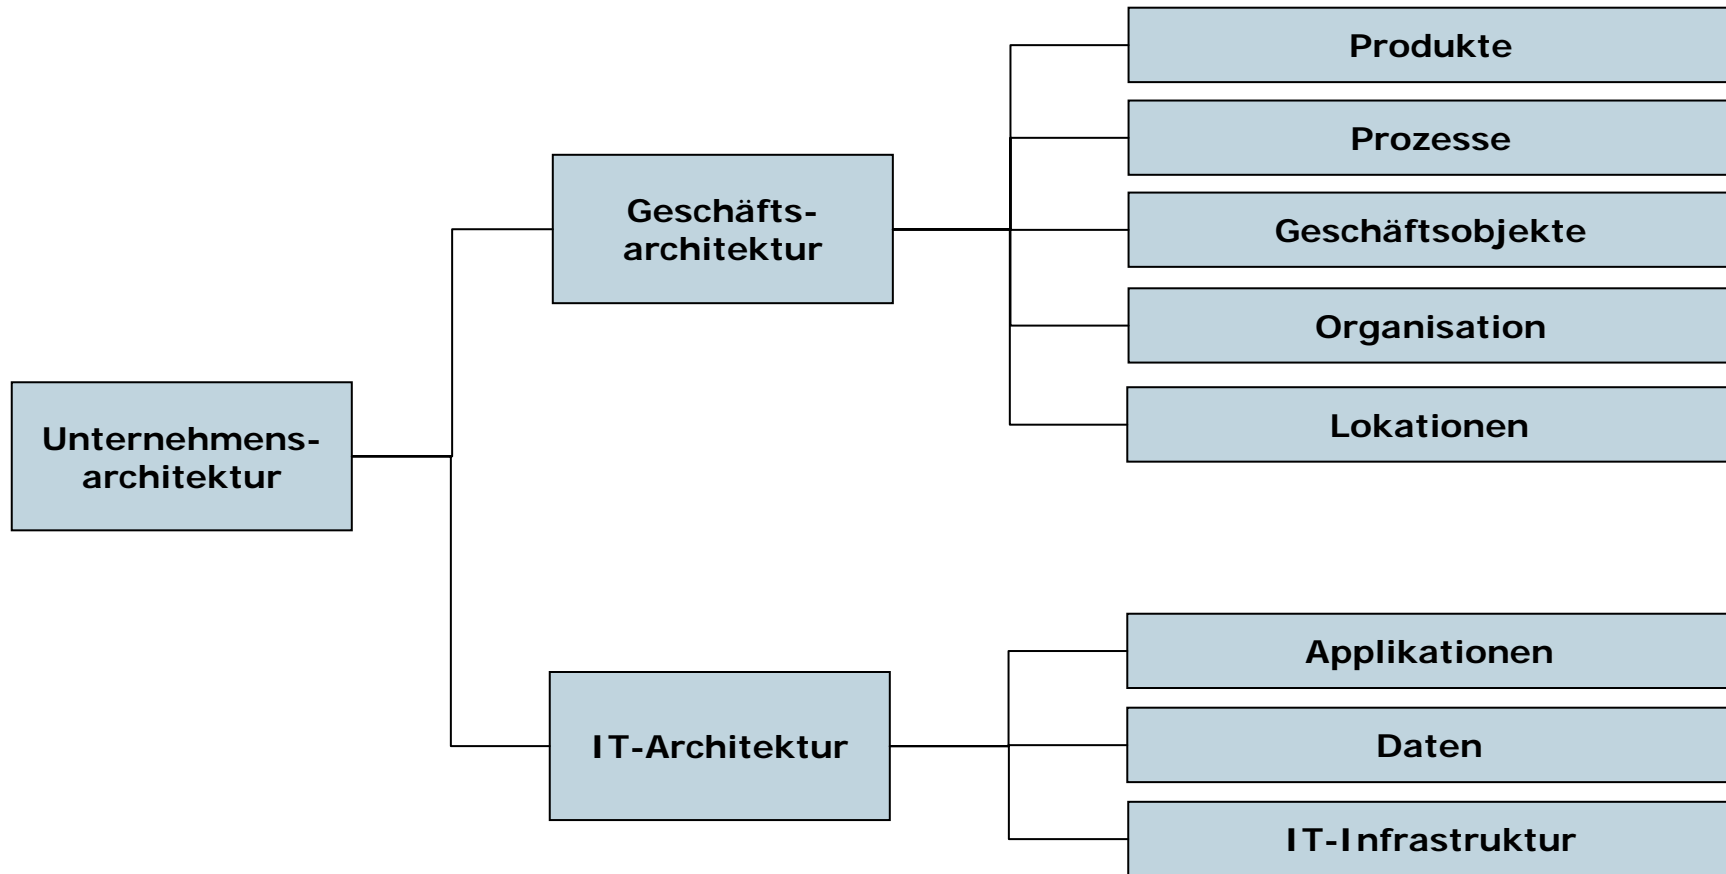 Produkte
Prozesse
Geschäfts-
architektur
Geschäftsobjekte
Organisation
Lokationen
Unternehmens-
architektur
Applikationen
IT-Architektur
Daten
IT-Infrastruktur